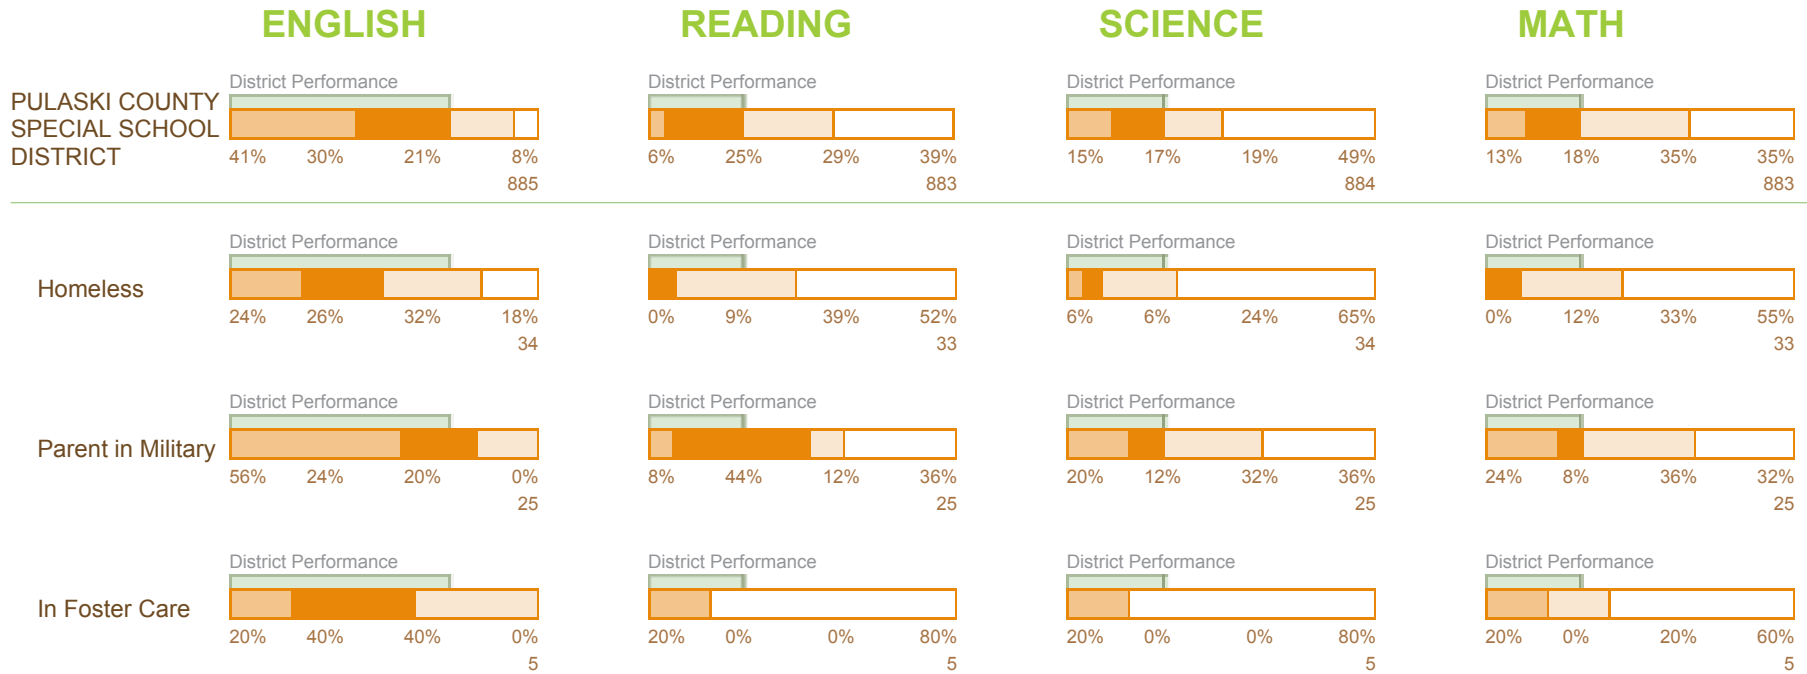 ENGLISH READING SCIENCE MATH
District Performance District Performance District Performance District Performance
PULASKI COUNTY
SPECIAL SCHOOL
DISTRICT
41% 30% 21% 8% 6% 25% 29% 39% 15% 17% 19% 49% 13% 18% 35% 35%
885 883 884 883
District Performance District Performance District Performance District Performance
Homeless
24% 26% 32% 18% 0% 9% 39% 52% 6% 6% 24% 65% 0% 12% 33% 55%
34 33 34 33
District Performance District Performance District Performance District Performance
Parent in Military
56% 24% 20% 0% 8% 44% 12% 36% 20% 12% 32% 36% 24% 8% 36% 32%
25 25 25 25
District Performance District Performance District Performance District Performance
In Foster Care
20% 40% 40% 0% 20% 0% 0% 80% 20% 0% 0% 80% 20% 0% 20% 60%
5 5 5 5